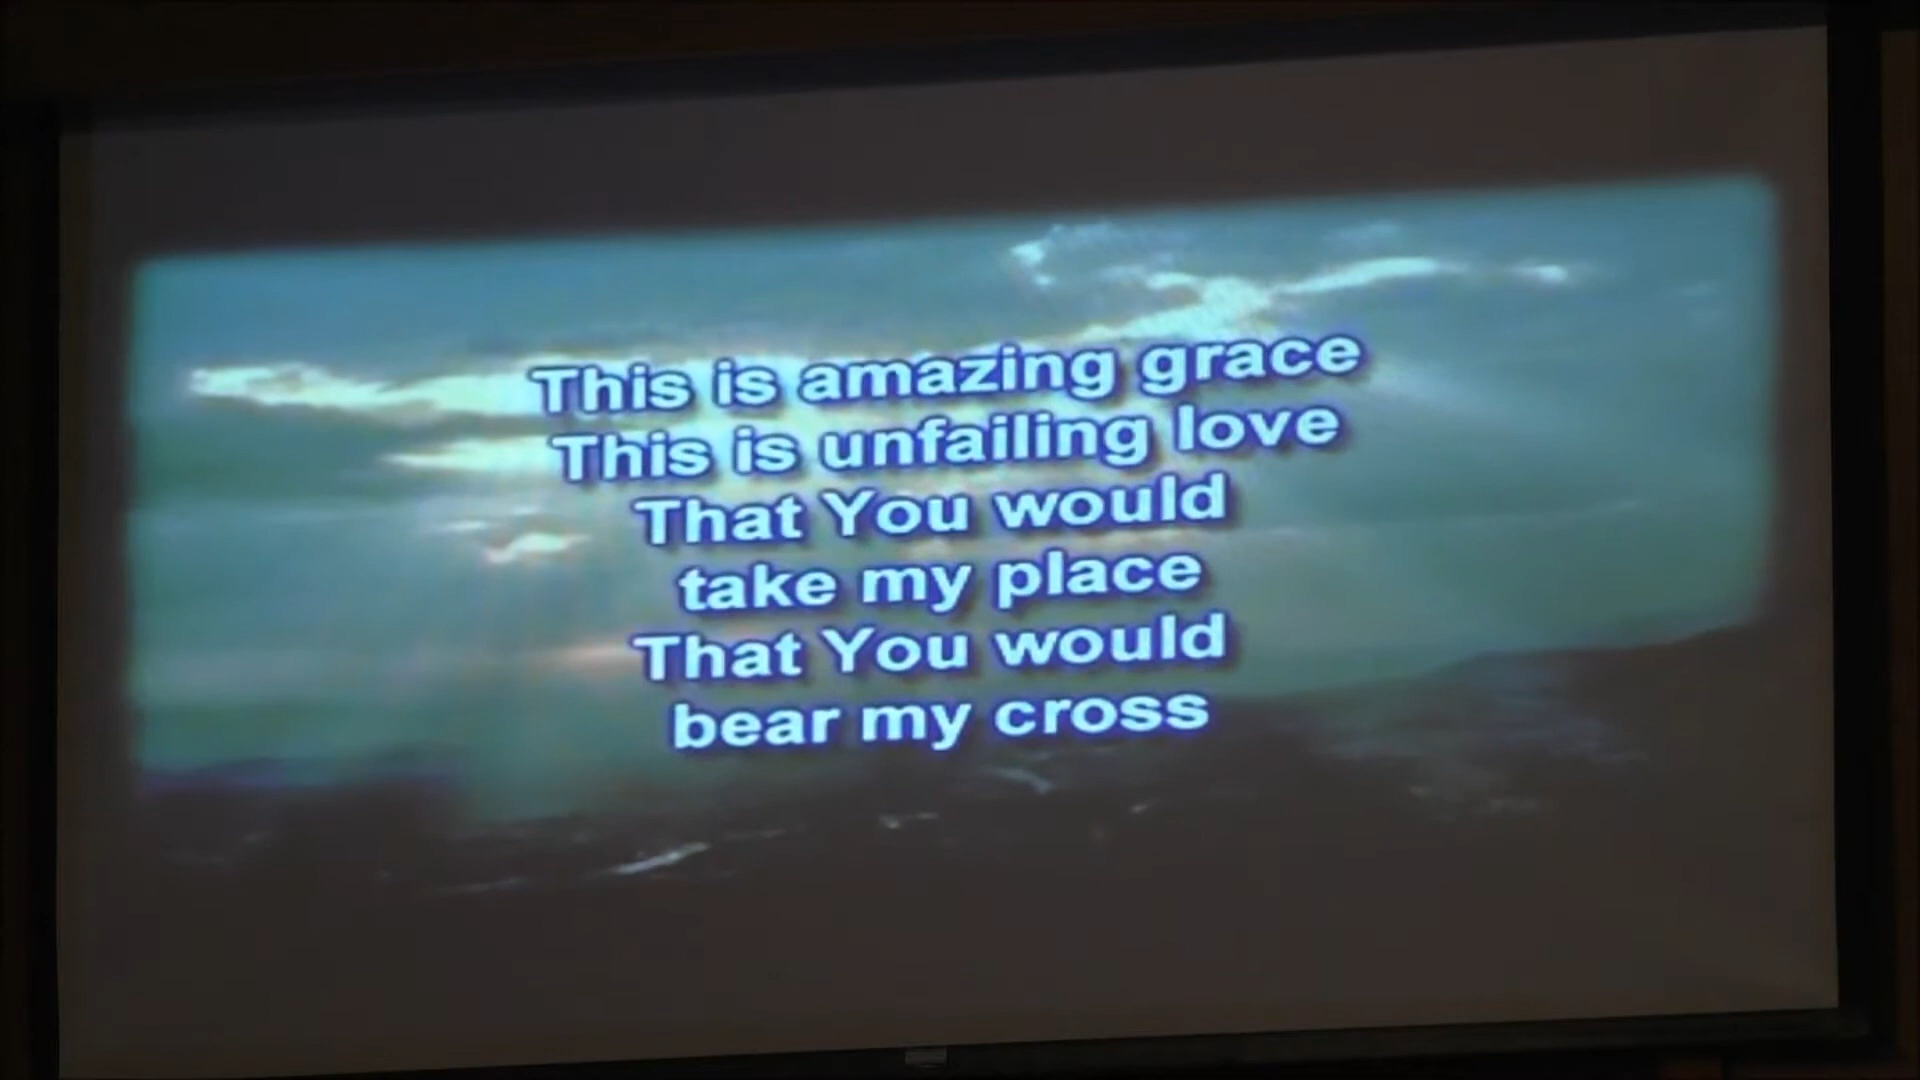 This is amazing grace
This is unfailing love
That You would
take my place
That You would
bear my cross